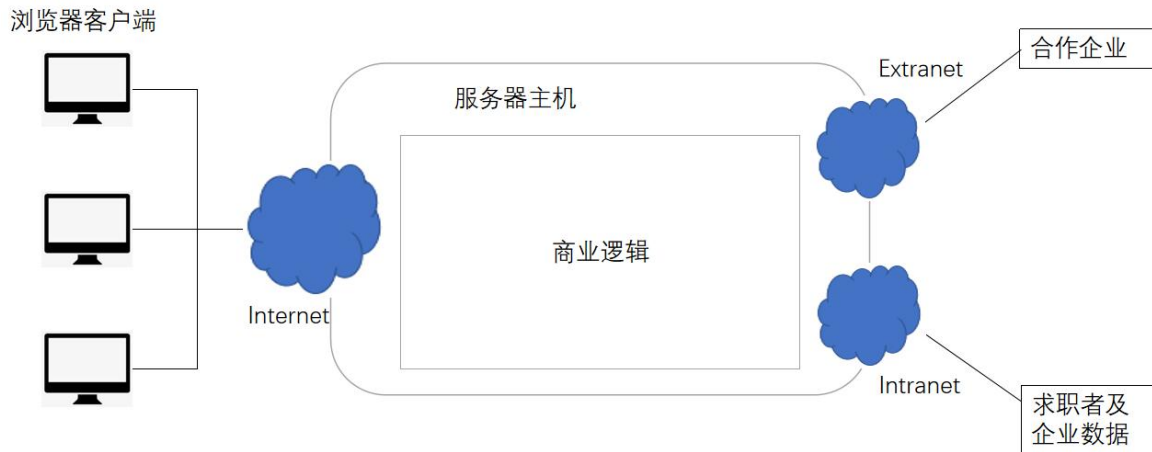 浏览器客户端
服务器主机
Extranet
合作企业
商业逻辑
Internet
Intranet
求职者及
企业数据